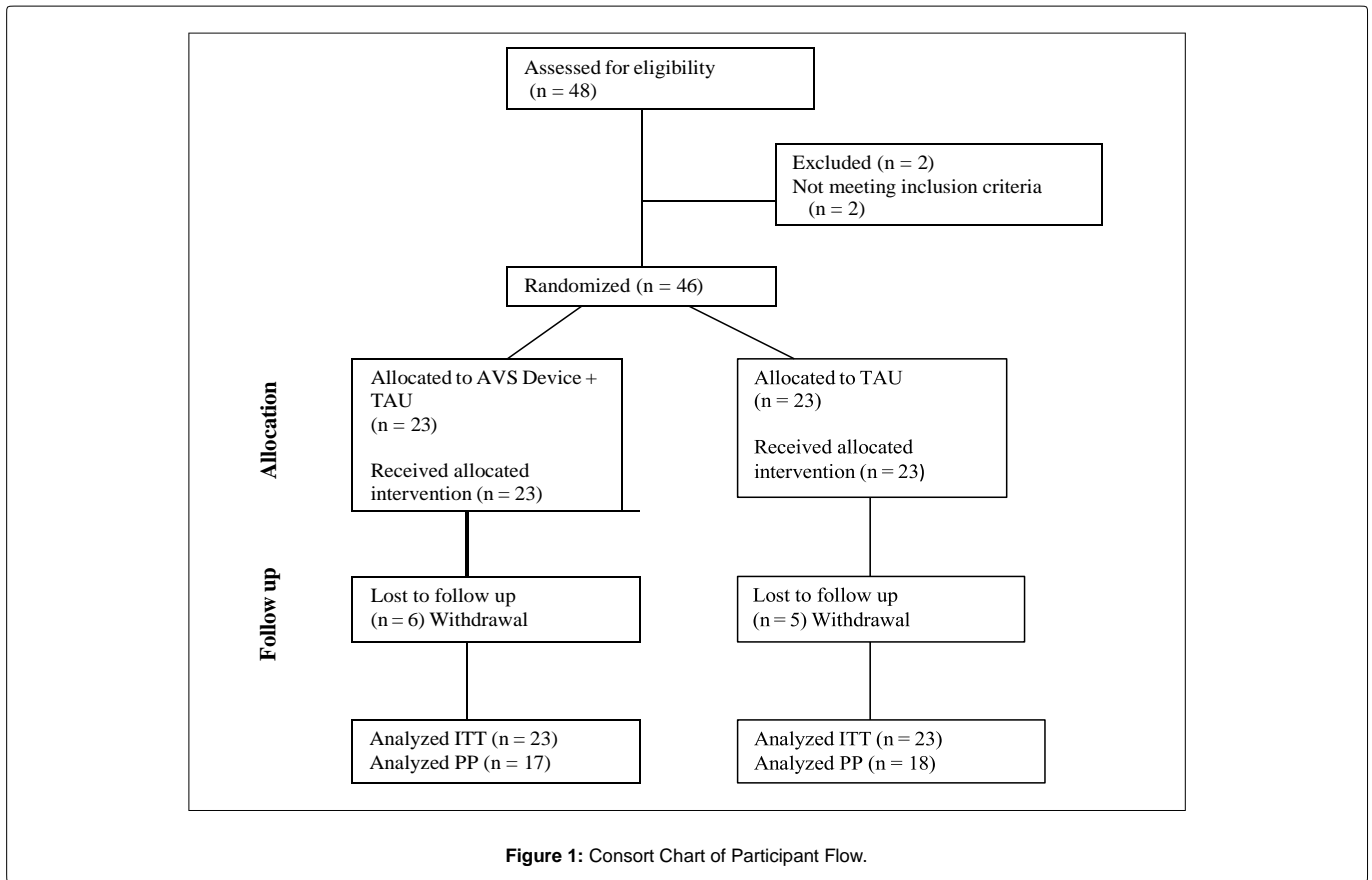 Assessed for eligibility
(n = 48)
Excluded (n = 2)
Not meeting inclusion criteria
(n = 2)
Randomized (n = 46)
Allocation
Allocated to AVS Device +
TAU
(n = 23)
Received allocated
intervention (n = 23)
Allocated to TAU
(n = 23)
Received allocated
intervention (n = 23)
Follow up
Lost to follow up
(n = 6) Withdrawal
Lost to follow up
(n = 5) Withdrawal
Analyzed ITT (n = 23)
Analyzed PP (n = 17)
Analyzed ITT (n = 23)
Analyzed PP (n = 18)
Figure 1: Consort Chart of Participant Flow.